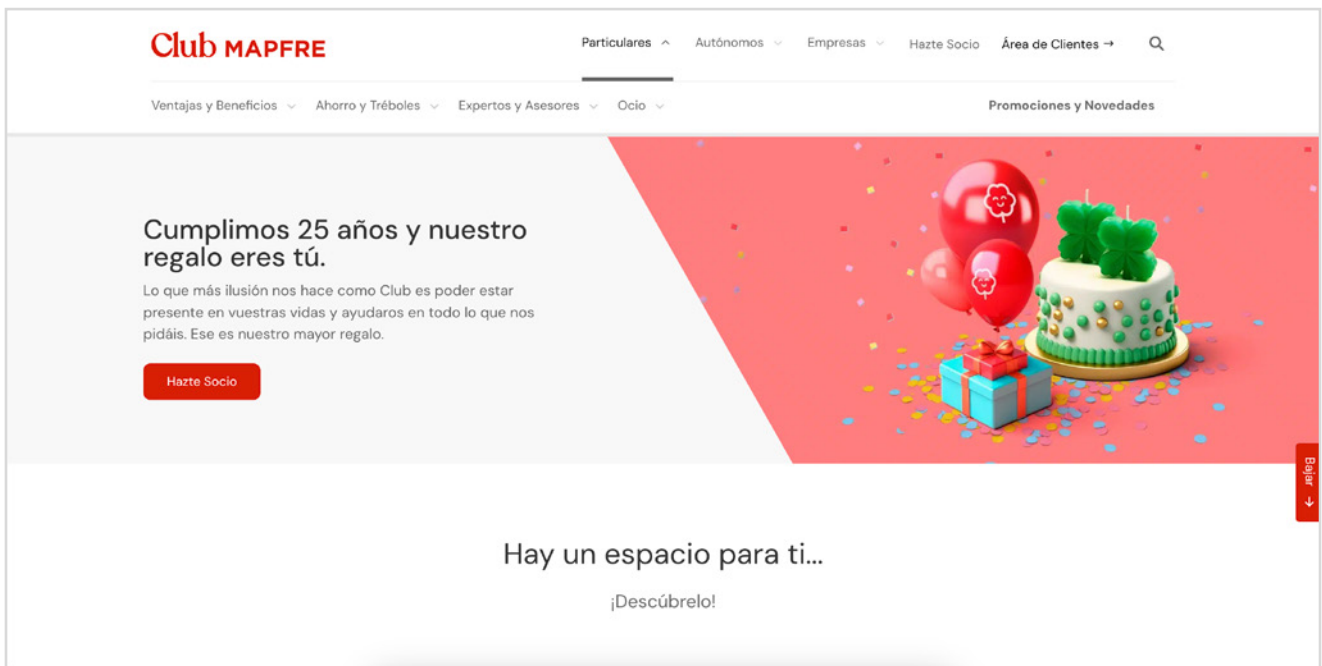 Club MAPFRE
Particulares Autónomos Empresas Hazte Socio Área de Clientes →
Ventajas y Beneficios Ahorro y Tréboles Expertos y Asesores Ocio Promociones y Novedades
Cumplimos 25 años y nuestro
regalo eres tú.
Lo que más ilusión nos hace como Club es poder estar
presente en vuestras vidas y ayudaros en todo lo que nos
pidáis. Ese es nuestro mayor regalo.
Hazte Socio
Bajar →
Hay un espacio para ti...
¡Descúbrelo!